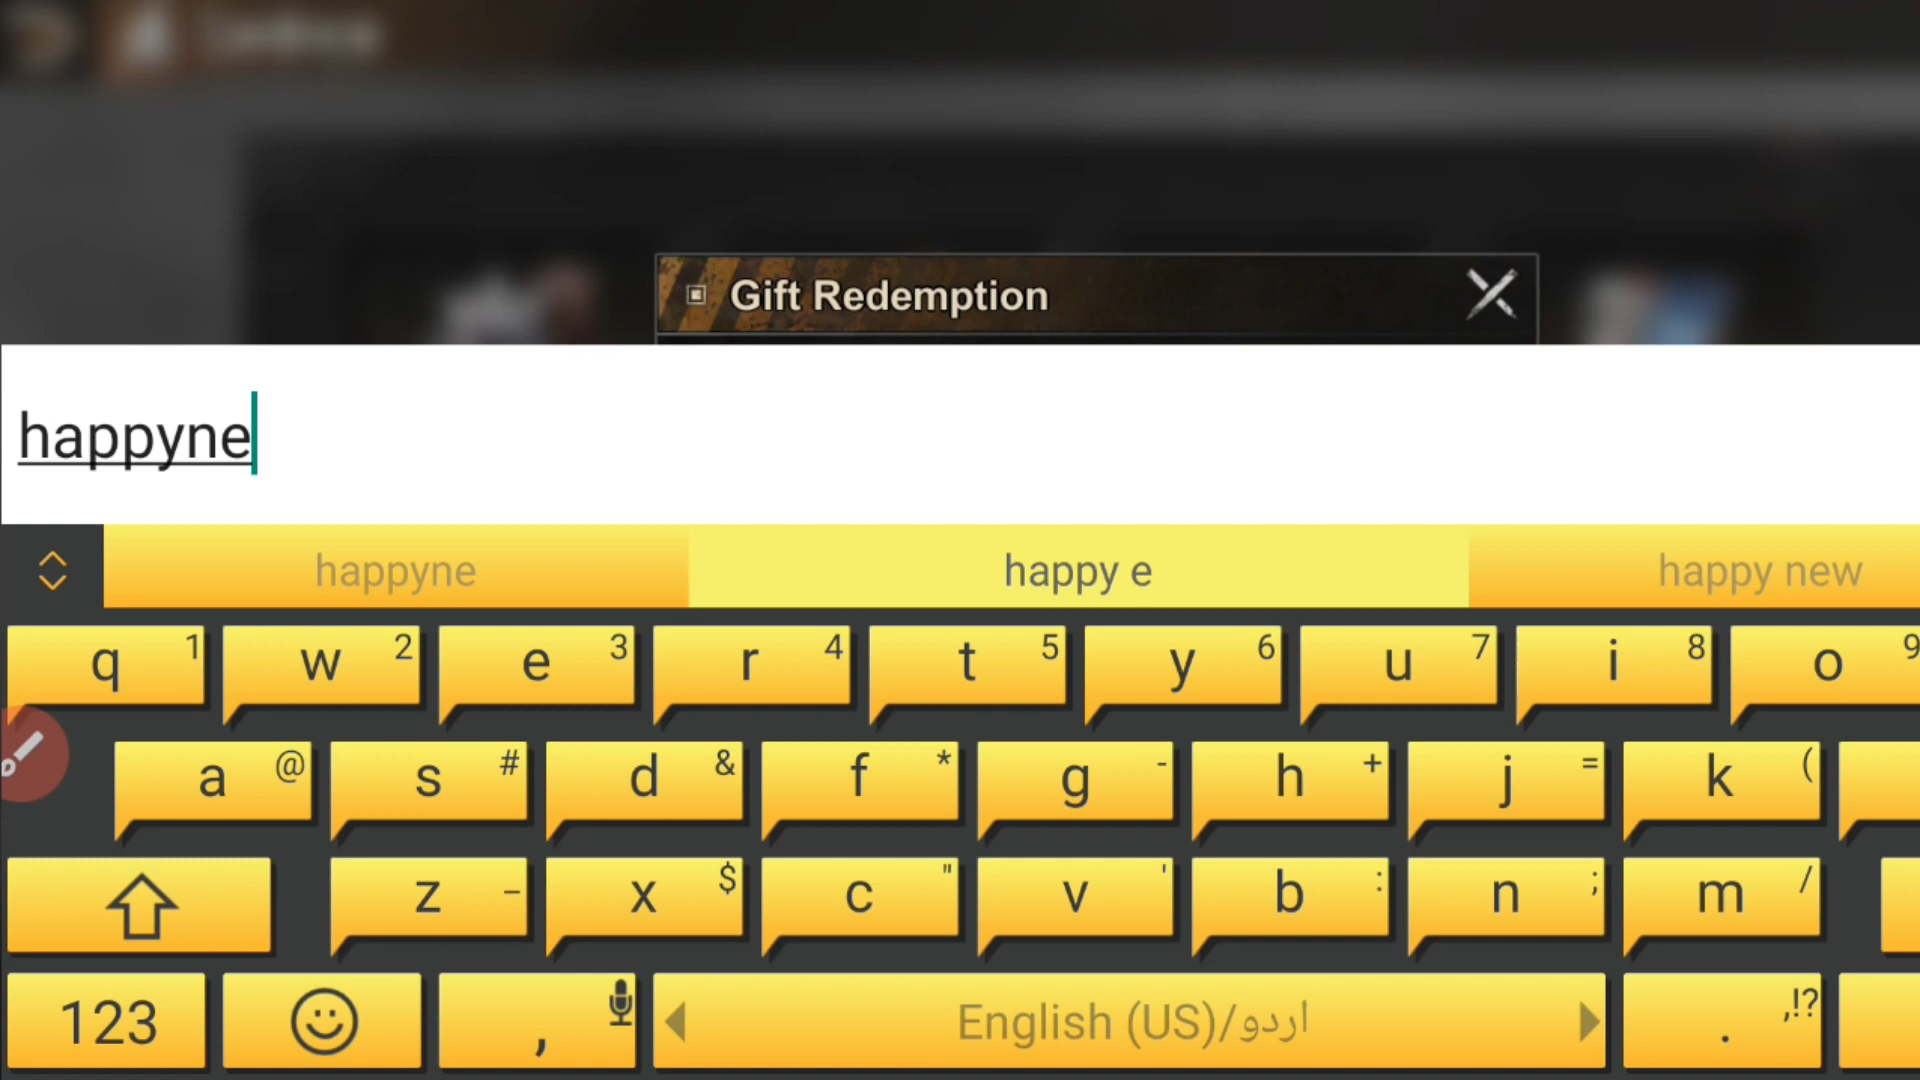 Gift Redemption
happyne
happyne happy e happy new
q 1 w 2 e 3 r 4 t 5 y 6 u 7 i 8 o 9
a @ s # d & f * g - h + j = k (
z _ x $ c " v ' b : n ; m /
123 , English (US)/اردو . ,!?